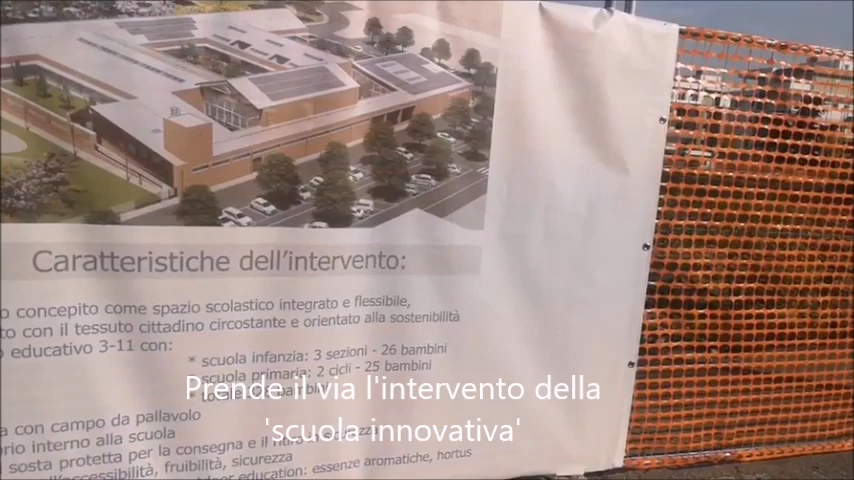 Caratteristiche dell'intervento:
o concepito come spazio scolastico integrato e flessibile,
to con il tessuto cittadino circostante e orientato alla sostenibilità
o educativo 3-11 con:
* scuola infanzia: 3 sezioni - 26 bambini
* scuola primaria: 2 cicli - 25 bambini
Prende il via l'intervento della
a con campo da pallavolo
'scuola innovativa'
rio interno alla scuola
sosta protetta per la consegna e il
accessibilità, fruibilità, sicurezza
education: essenze aromatiche, hortus